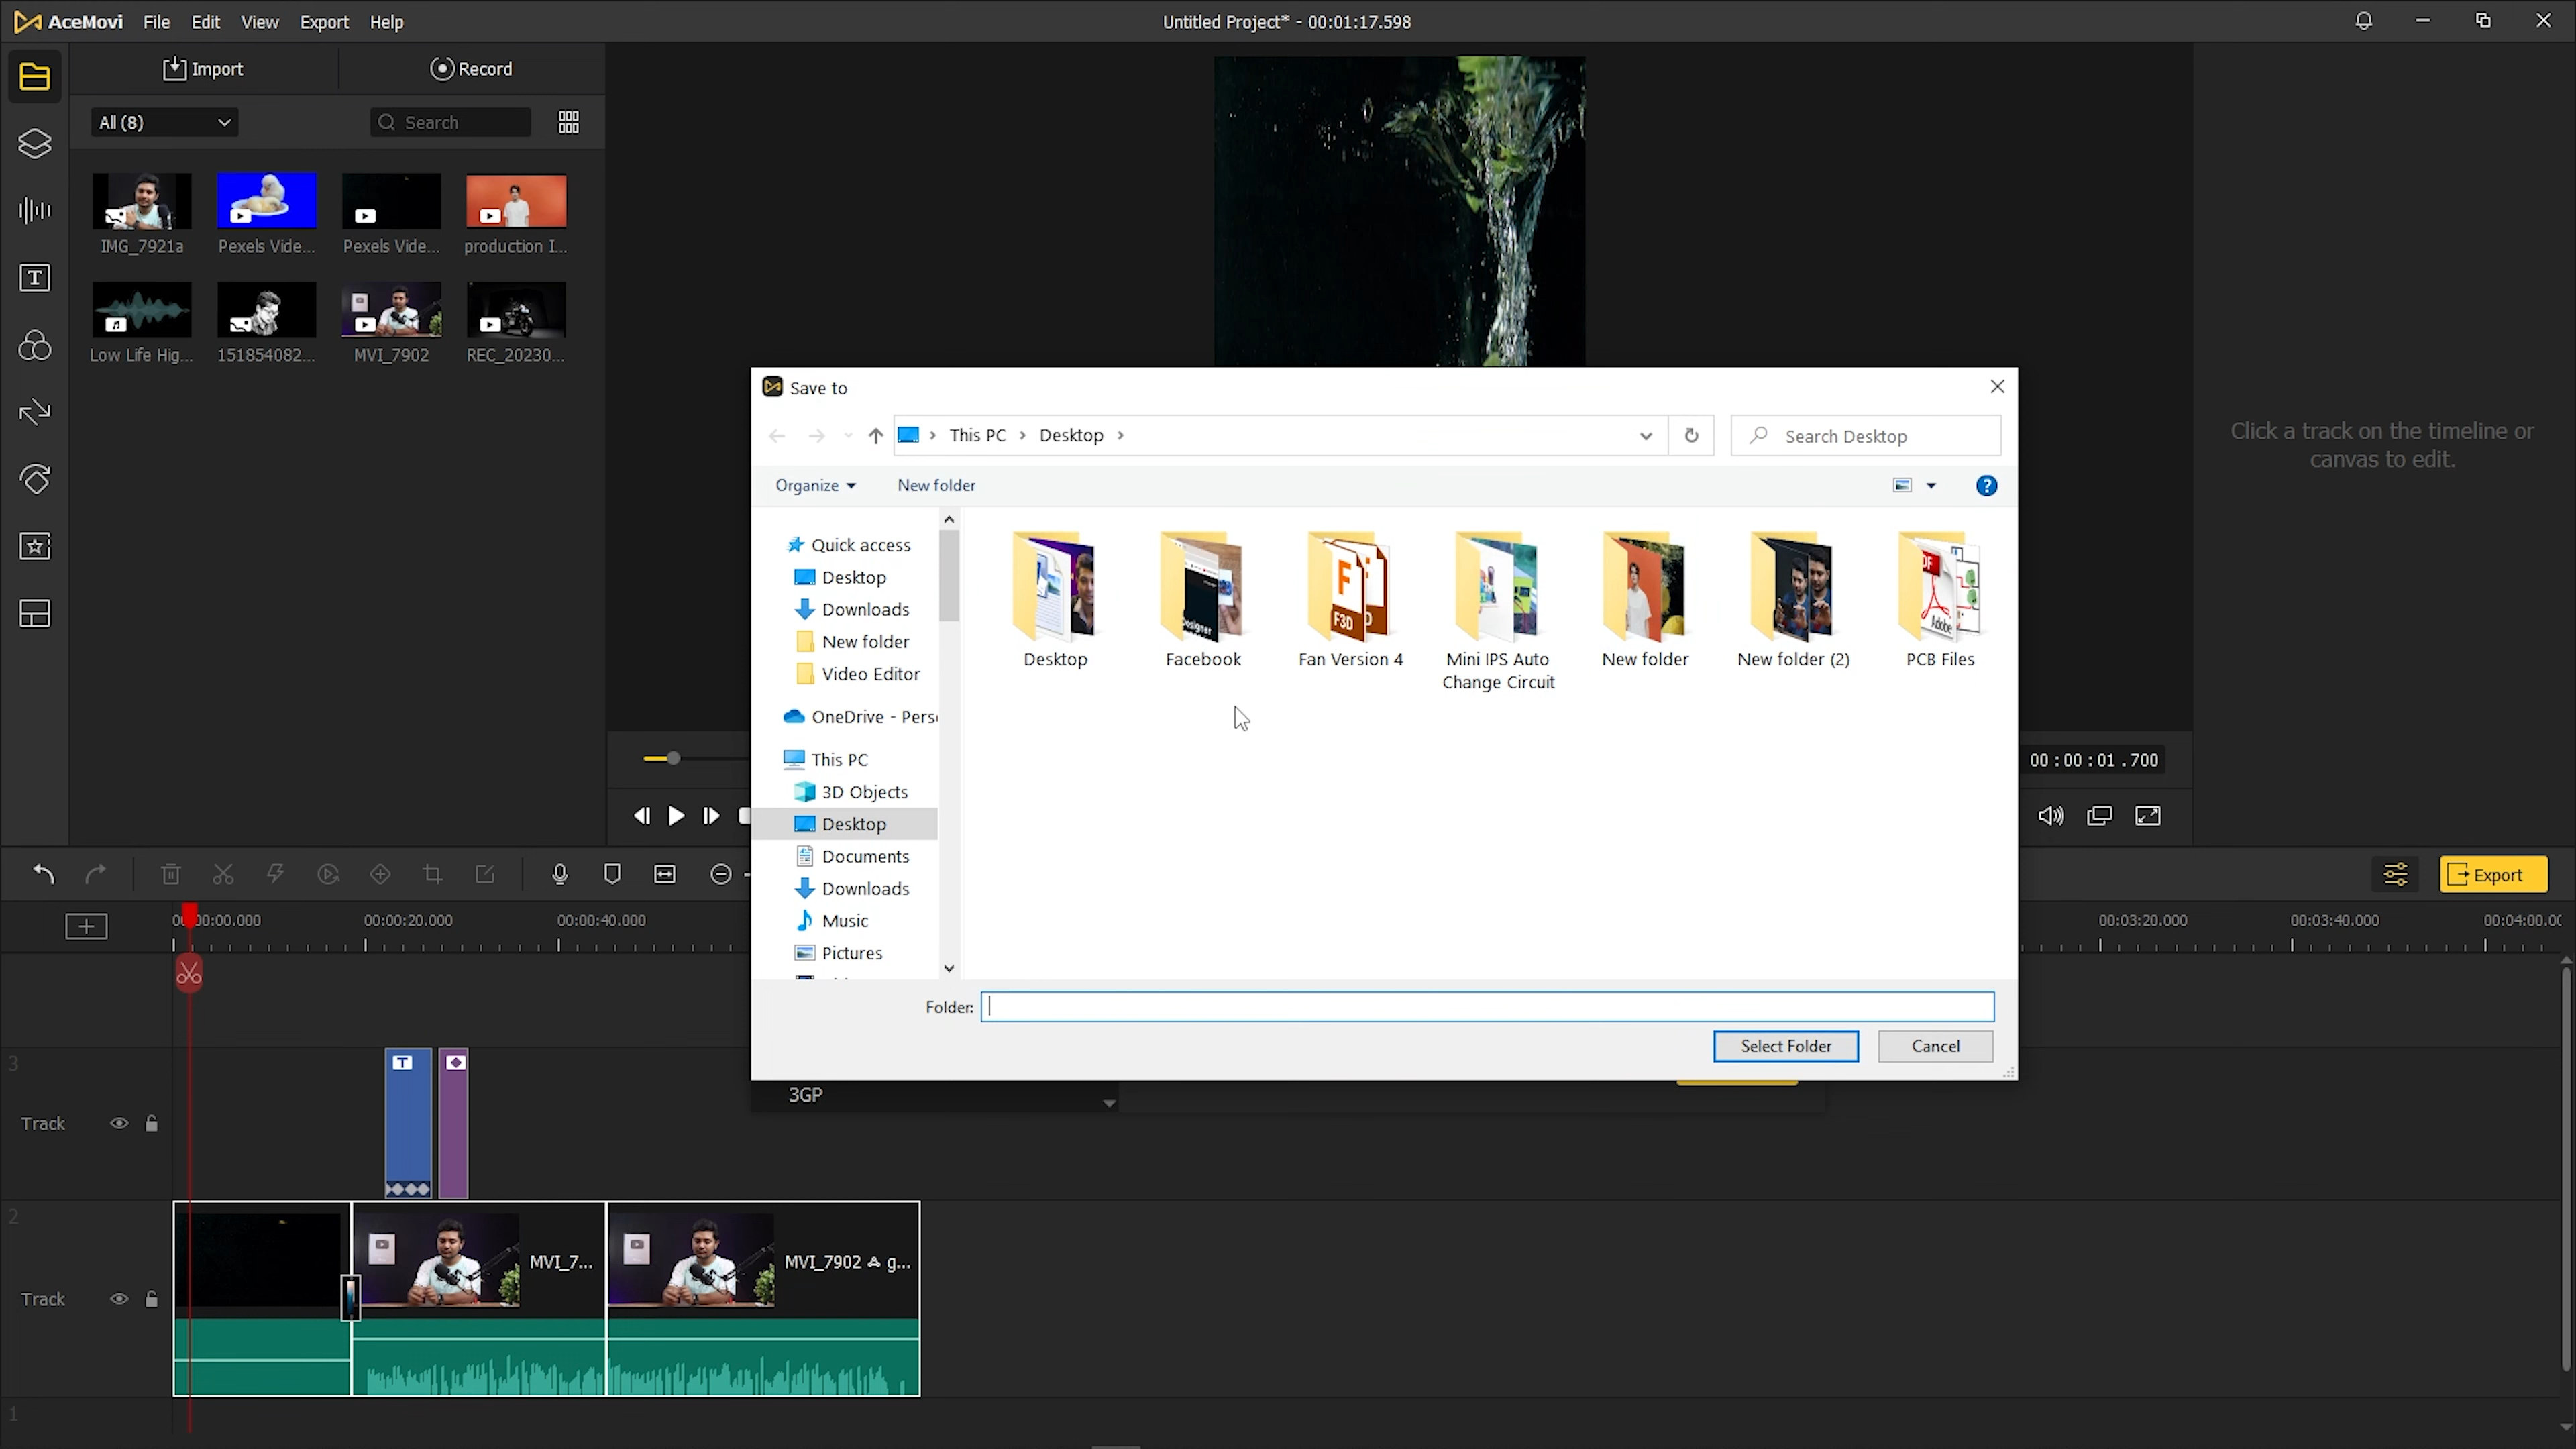 AceMovi File Edit View Export Help
Untitled Project* - 00:01:17.598
Import
Record
All (8)
Search
IMG_7921a
Pexels Vide...
Pexels Vide...
production I...
Low Life Hig...
151854082...
MVI_7902
REC_20230...
Click a track on the timeline or
canvas to edit.
Save to
This PC
Desktop
Search Desktop
Organize
New folder
Quick access
Desktop
Downloads
New folder
Video Editor
OneDrive - Pers
This PC
3D Objects
Desktop
Documents
Downloads
Music
Pictures
Desktop
Facebook
Fan Version 4
Mini IPS Auto
Change Circuit
New folder
New folder (2)
PCB Files
Folder:
Select Folder
Cancel
3GP
00:00:01.700
Export
00:00:20.000
00:00:40.000
00:03:20.000
00:03:40.000
3
Track
2
MVI_7...
MVI_7902
g...
Track
1